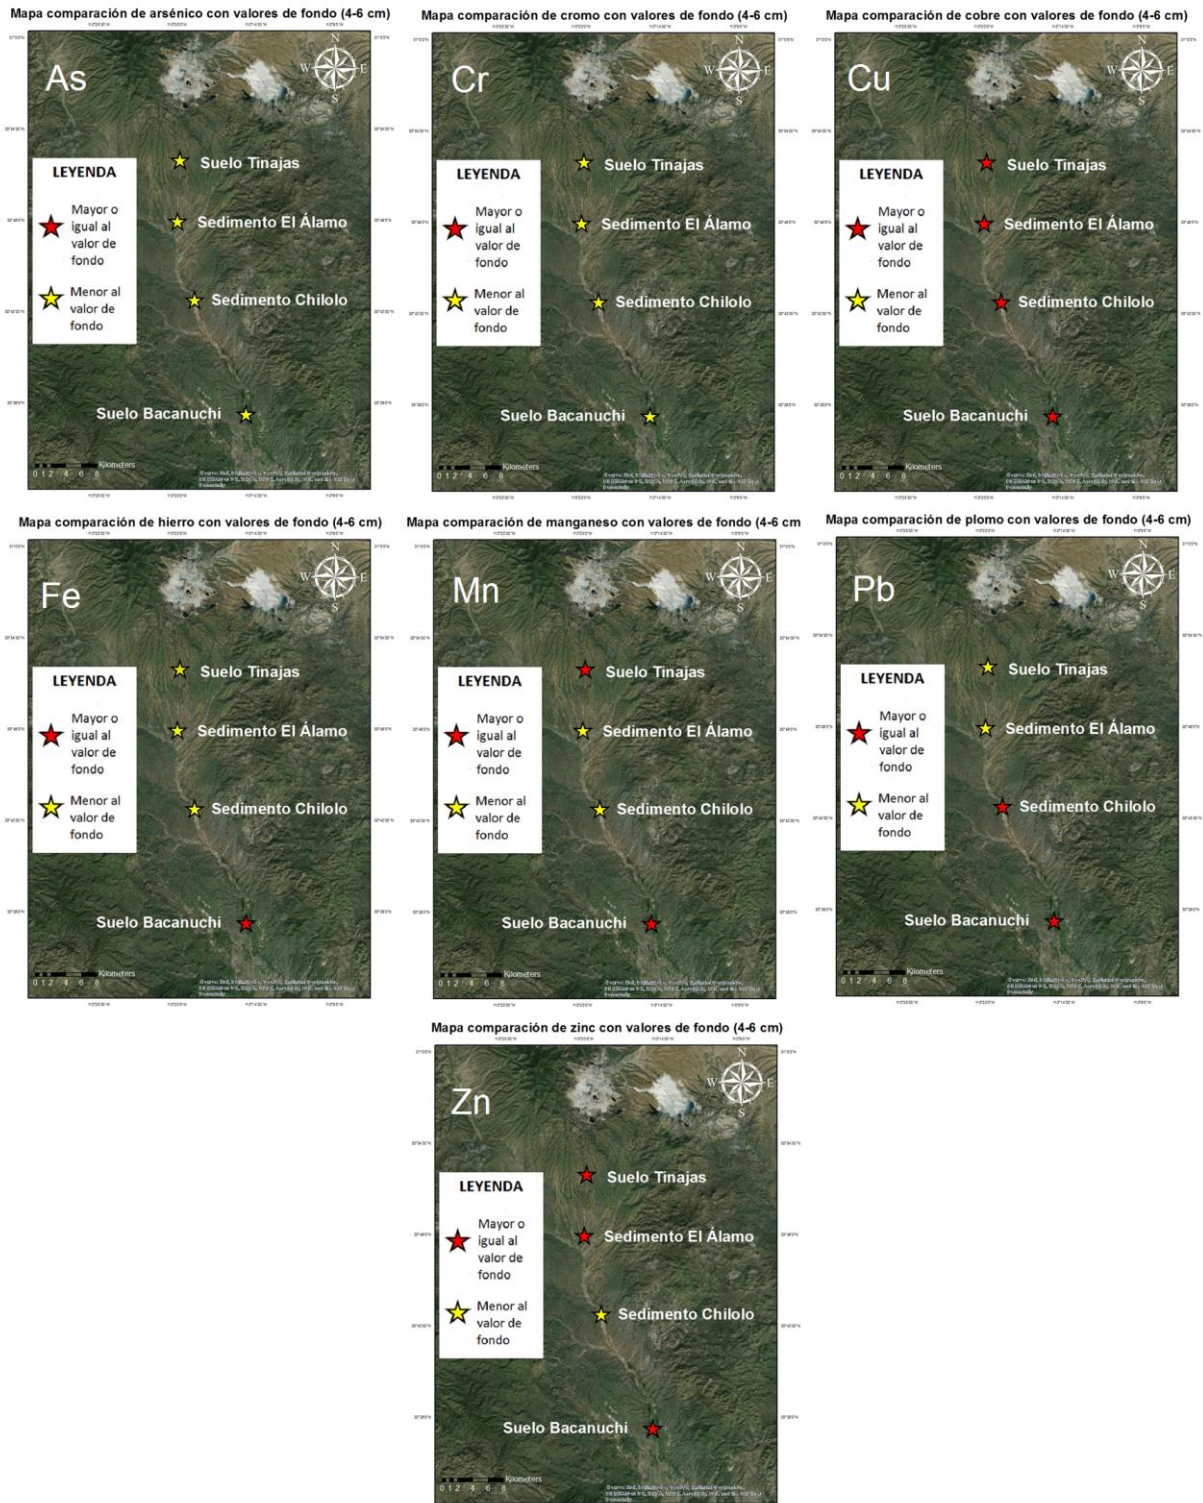 Mapa comparación de arsénico con valores de fondo (4-6 cm)
As
N
W
E
S
LEYENDA
Mayor o
igual al
valor de
fondo
Menor al
valor de
fondo
Suelo Tinajas
Sedimento El Álamo
Sedimento Chilolo
Suelo Bacanuchi
Kilometers
0 1 2 4 6 8
Mapa comparación de cromo con valores de fondo (4-6 cm)
Cr
N
W
E
S
LEYENDA
Mayor o
igual al
valor de
fondo
Menor al
valor de
fondo
Suelo Tinajas
Sedimento El Álamo
Sedimento Chilolo
Suelo Bacanuchi
Kilometers
0 1 2 4 6 8
Mapa comparación de cobre con valores de fondo (4-6 cm)
Cu
N
W
E
S
LEYENDA
Mayor o
igual al
valor de
fondo
Menor al
valor de
fondo
Suelo Tinajas
Sedimento El Álamo
Sedimento Chilolo
Suelo Bacanuchi
Kilometers
0 1 2 4 6 8
Mapa comparación de hierro con valores de fondo (4-6 cm)
Fe
N
W
E
S
LEYENDA
Mayor o
igual al
valor de
fondo
Menor al
valor de
fondo
Suelo Tinajas
Sedimento El Álamo
Sedimento Chilolo
Suelo Bacanuchi
Kilometers
0 1 2 4 6 8
Mapa comparación de manganeso con valores de fondo (4-6 cm
Mn
N
W
E
S
LEYENDA
Mayor o
igual al
valor de
fondo
Menor al
valor de
fondo
Suelo Tinajas
Sedimento El Álamo
Sedimento Chilolo
Suelo Bacanuchi
Kilometers
0 1 2 4 6 8
Mapa comparación de plomo con valores de fondo (4-6 cm)
Pb
N
W
E
S
LEYENDA
Mayor o
igual al
valor de
fondo
Menor al
valor de
fondo
Suelo Tinajas
Sedimento El Álamo
Sedimento Chilolo
Suelo Bacanuchi
Kilometers
0 1 2 4 6 8
Mapa comparación de zinc con valores de fondo (4-6 cm)
Zn
N
W
E
S
LEYENDA
Mayor o
igual al
valor de
fondo
Menor al
valor de
fondo
Suelo Tinajas
Sedimento El Álamo
Sedimento Chilolo
Suelo Bacanuchi
Kilometers
0 1 2 4 6 8